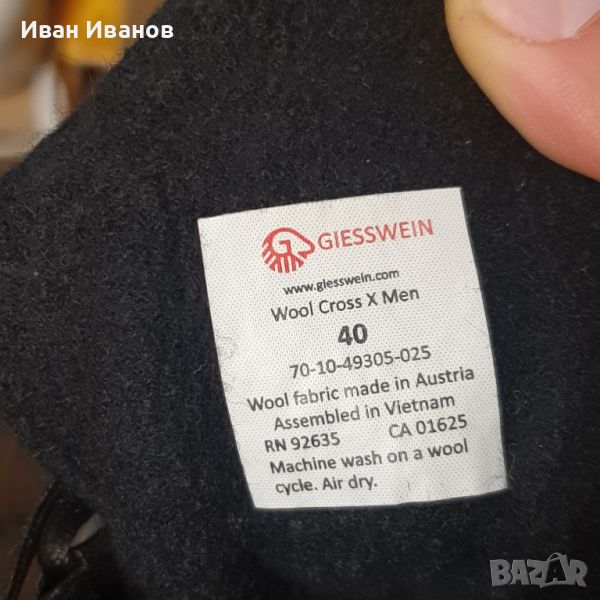 Иван Иванов
GIESSWEIN
www.giesswein.com
Wool Cross X Men
40
70-10-49305-025
Wool fabric made in Austria
Assembled in Vietnam
RN 92635 CA 01625
Machine wash on a wool
cycle. Air dry.
BAZAR